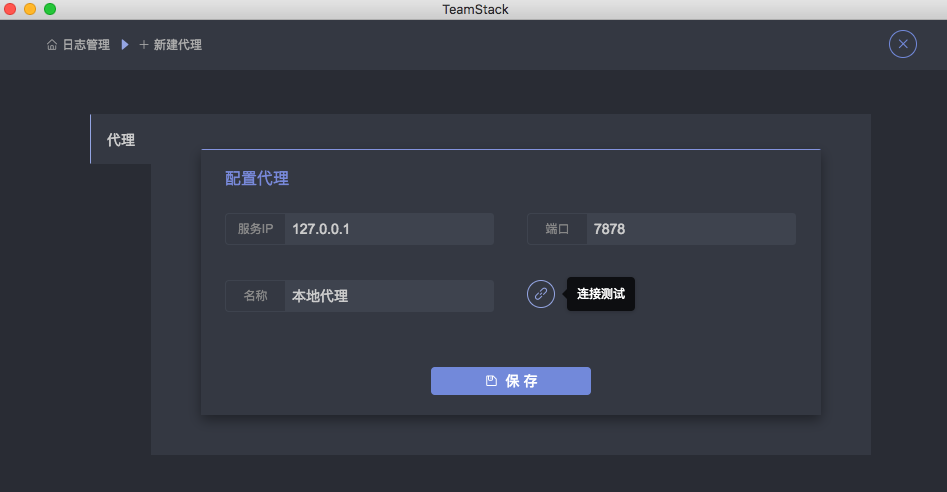 TeamStack
日志管理 新建代理
代理
配置代理
服务IP 127.0.0.1 端口 7878
名称 本地代理 连接测试
保存